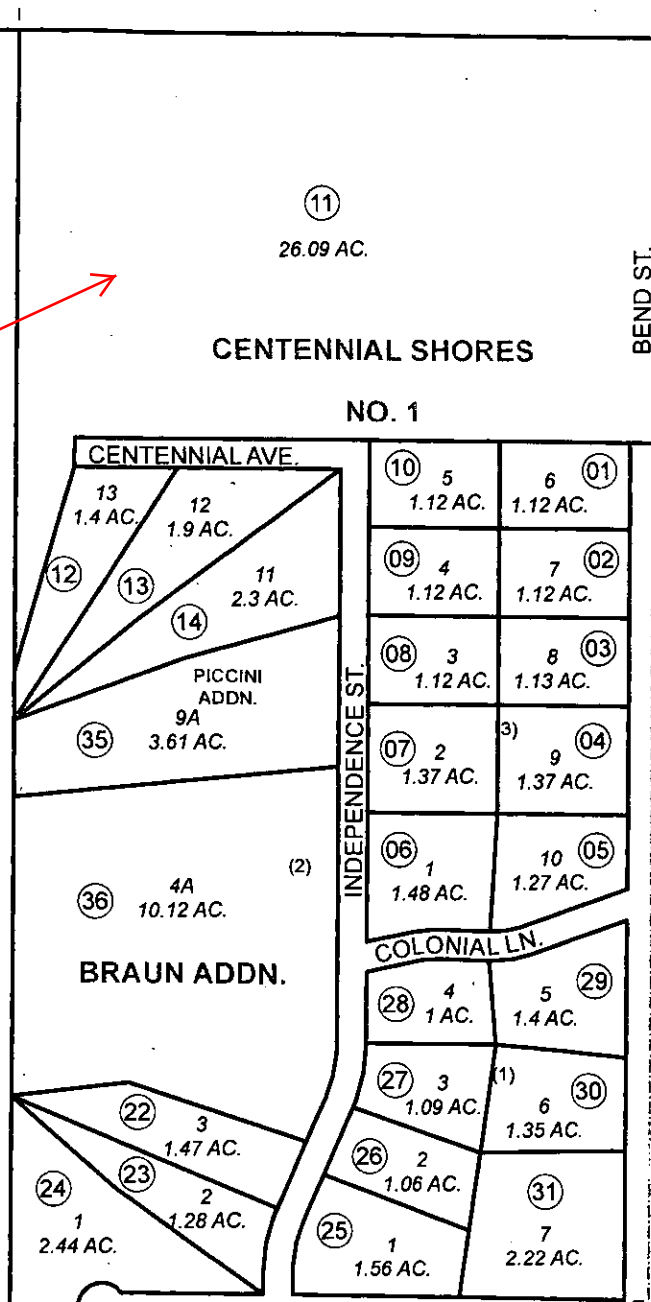 11
26.09 AC.
BEND ST.
CENTENNIAL SHORES
NO. 1
CENTENNIAL AVE.
13
1.4 AC.
12
12
1.9 AC.
13
11
2.3 AC.
14
PICCINI
ADDN.
9A
3.61 AC.
35
INDEPENDENCE ST.
10
5
1.12 AC.
6
01
1.12 AC.
09
4
1.12 AC.
7
02
1.12 AC.
08
3
1.12 AC.
8
03
1.13 AC.
07
2
1.37 AC.
3)
9
04
1.37 AC.
06
1
1.48 AC.
10
05
1.27 AC.
(2)
36
4A
10.12 AC.
BRAUN ADDN.
COLONIAL LN.
28
4
1 AC.
5
29
1.4 AC.
27
3
1.09 AC.
(1)
6
30
1.35 AC.
22
3
1.47 AC.
23
2
1.28 AC.
24
1
2.44 AC.
26
2
1.06 AC.
25
1
1.56 AC.
31
7
2.22 AC.